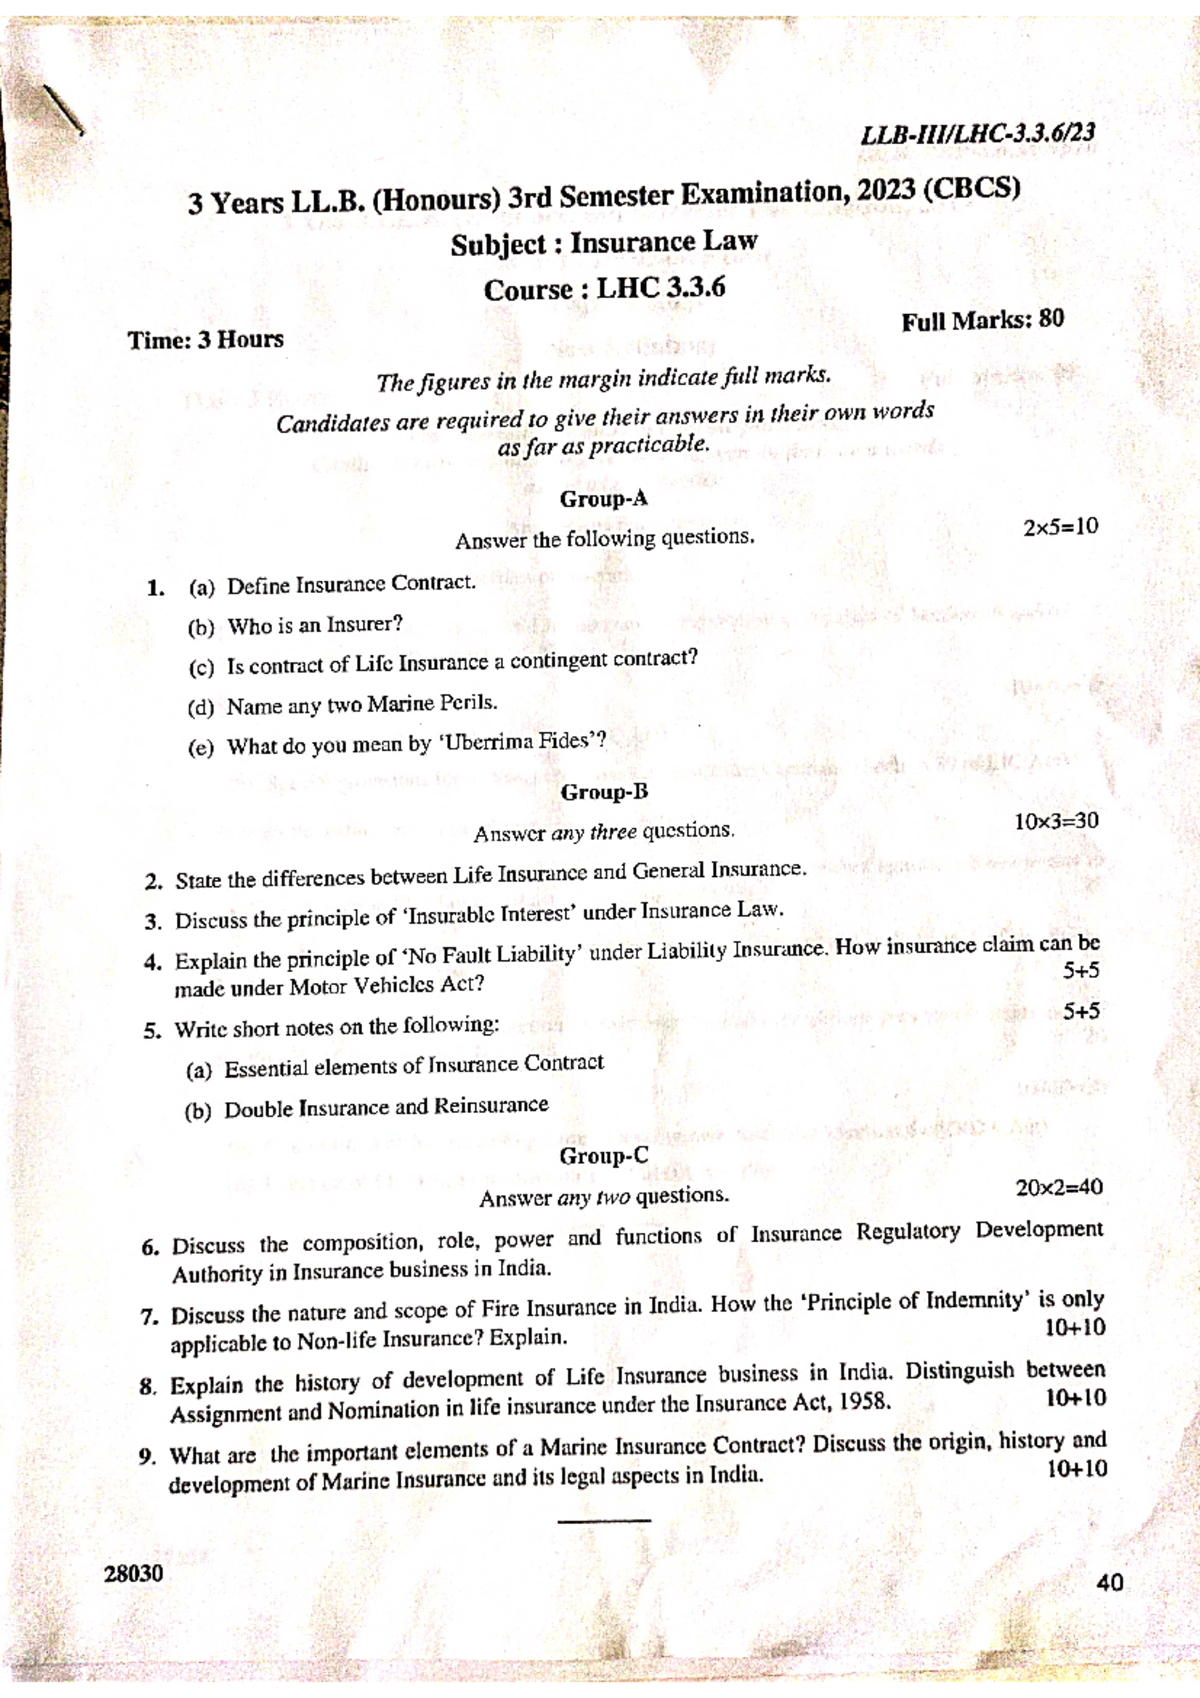 LLB-III/LHC-3.3.6/23
3 Years LL.B. (Honours) 3rd Semester Examination, 2023 (CBCS)
Subject : Insurance Law
Course : LHC 3.3.6
Time: 3 Hours
Full Marks: 80
The figures in the margin indicate full marks.
Candidates are required to give their answers in their own words
as far as practicable.
Group-A
Answer the following questions. 2×5=10
1. (a) Define Insurance Contract.
(b) Who is an Insurer?
(c) Is contract of Life Insurance a contingent contract?
(d) Name any two Marine Perils.
(e) What do you mean by ‘Uberrima Fides’?
Group-B
Answer any three questions. 10×3=30
2. State the differences between Life Insurance and General Insurance.
3. Discuss the principle of ‘Insurable Interest’ under Insurance Law.
4. Explain the principle of ‘No Fault Liability’ under Liability Insurance. How insurance claim can be
made under Motor Vehicles Act? 5+5
5. Write short notes on the following: 5+5
(a) Essential elements of Insurance Contract
(b) Double Insurance and Reinsurance
Group-C
Answer any two questions. 20×2=40
6. Discuss the composition, role, power and functions of Insurance Regulatory Development
Authority in Insurance business in India.
7. Discuss the nature and scope of Fire Insurance in India. How the ‘Principle of Indemnity’ is only
applicable to Non-life Insurance? Explain. 10+10
8. Explain the history of development of Life Insurance business in India. Distinguish between
Assignment and Nomination in life insurance under the Insurance Act, 1958. 10+10
9. What are the important elements of a Marine Insurance Contract? Discuss the origin, history and
development of Marine Insurance and its legal aspects in India. 10+10
28030
40